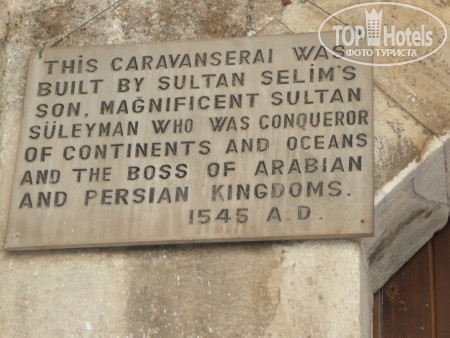 TOP Hotels
ФОТО ТУРИСТА
THIS CARAVANSERAI WAS
BUILT BY SULTAN SELİM'S
SON, MAĞNIFICENT SULTAN
SÜLEYMAN WHO WAS CONQUEROR
OF CONTINENTS AND OCEANS
AND THE BOSS OF ARABIAN
AND PERSIAN KINGDOMS.
1545 A.D.